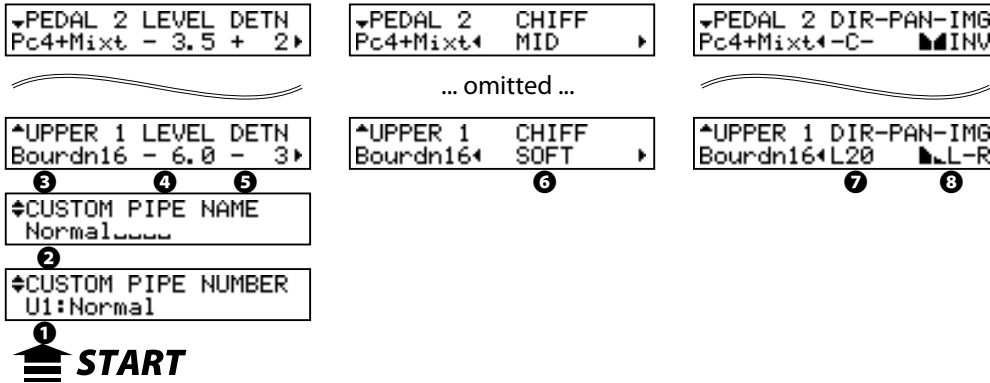 PEDAL 2 LEVEL DETN
Pc4+Mixt - 3.5 + 2
PEDAL 2 CHIFF
Pc4+Mixt MID
PEDAL 2 DIR-PAN-IMG
Pc4+Mixt -C- INV
... omitted ...
UPPER 1 LEVEL DETN
Bourdn16 - 6.0 - 3
UPPER 1 CHIFF
Bourdn16 SOFT
UPPER 1 DIR-PAN-IMG
Bourdn16 L20 L-R
3 4 5
6
7 8
CUSTOM PIPE NAME
Normal
2
CUSTOM PIPE NUMBER
U1:Normal
1
START